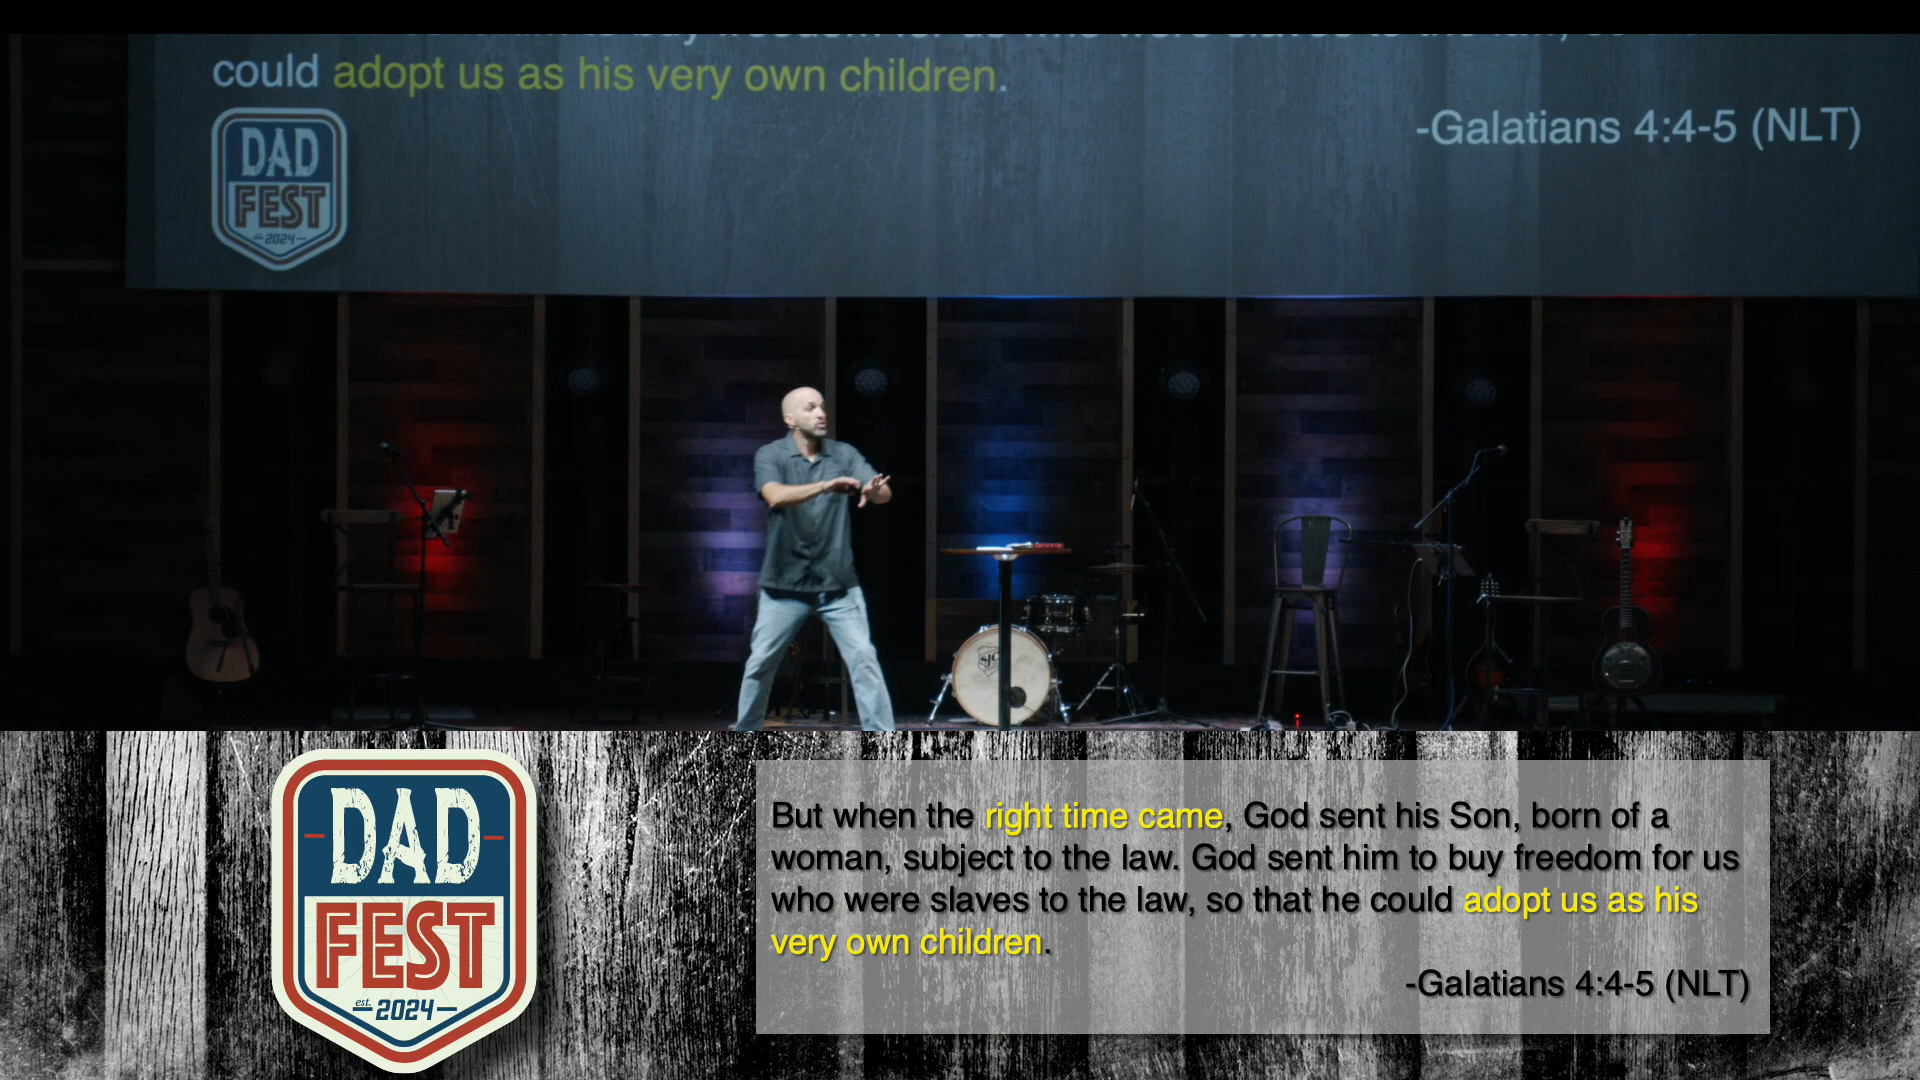 could adopt us as his very own children.
-Galatians 4:4-5 (NLT)
DAD
FEST
2024
SJC
DAD
FEST
est. 2024
But when the right time came, God sent his Son, born of a
woman, subject to the law. God sent him to buy freedom for us
who were slaves to the law, so that he could adopt us as his
very own children.
-Galatians 4:4-5 (NLT)